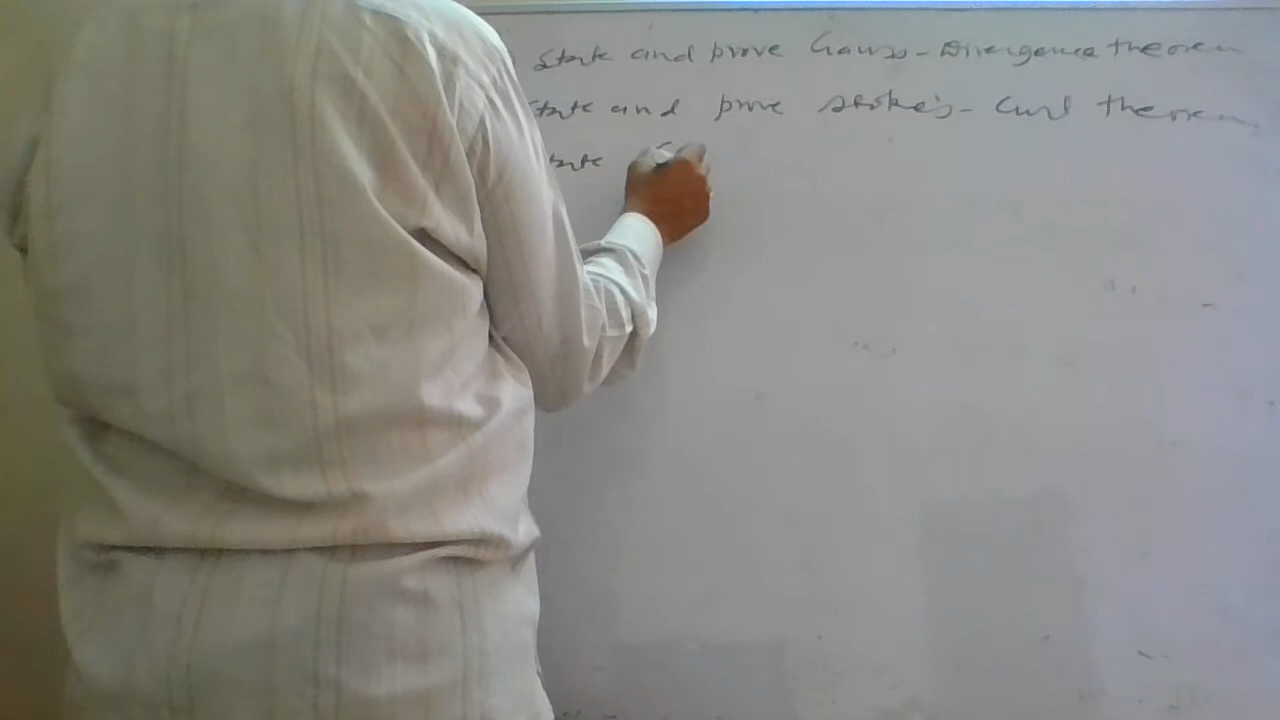 State and prove Gauss-Divergence theorem
State and prove stoke's-Curl theorem
State